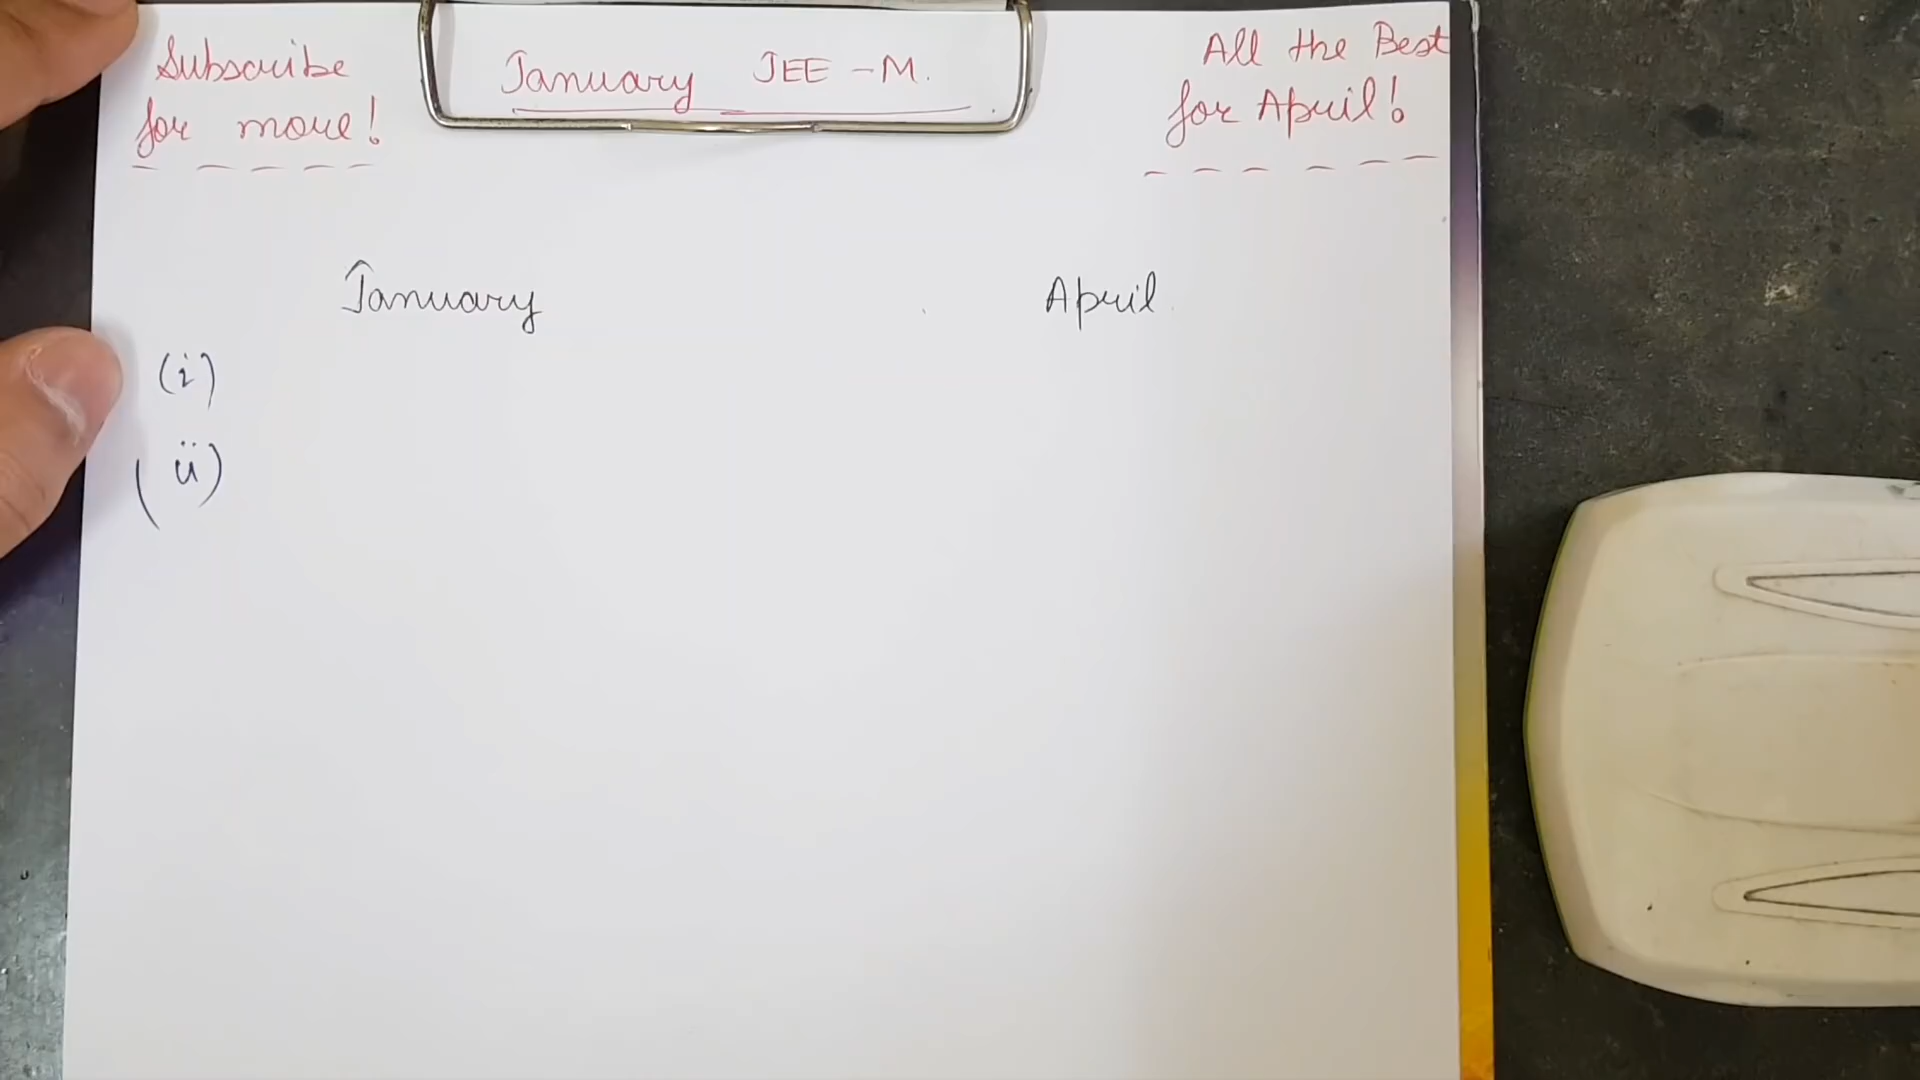 Subscribe
for more!
January JEE -M.
All the Best
for April!
January
April
(i)
(ii)